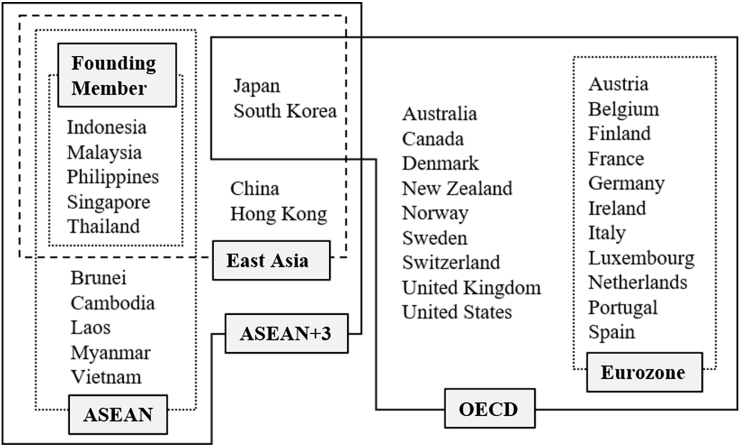 Founding
Member
Indonesia
Malaysia
Philippines
Singapore
Thailand
Japan
South Korea
China
Hong Kong
East Asia
Brunei
Cambodia
Laos
Myanmar
Vietnam
ASEAN
ASEAN+3
Australia
Canada
Denmark
New Zealand
Norway
Sweden
Switzerland
United Kingdom
United States
OECD
Austria
Belgium
Finland
France
Germany
Ireland
Italy
Luxembourg
Netherlands
Portugal
Spain
Eurozone